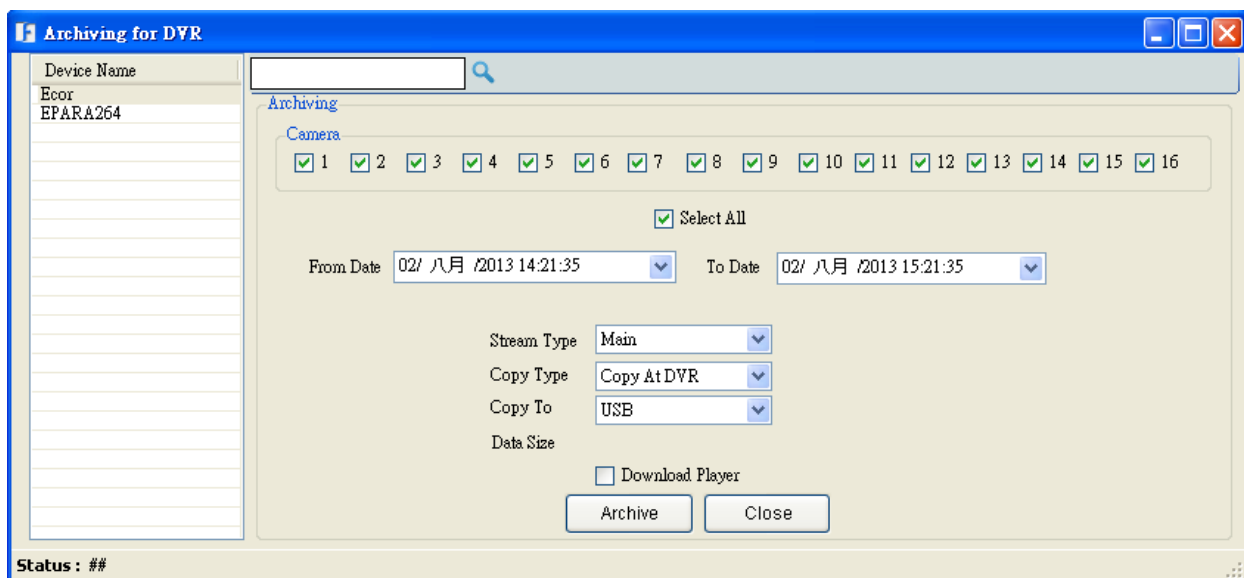 Archiving for DVR
Device Name
Ecor
EPARA264
Archiving
Camera
1 2 3 4 5 6 7 8 9 10 11 12 13 14 15 16
Select All
From Date 02/ 八月 /2013 14:21:35 To Date 02/ 八月 /2013 15:21:35
Stream Type Main
Copy Type Copy At DVR
Copy To USB
Data Size
Download Player
Archive Close
Status : ##